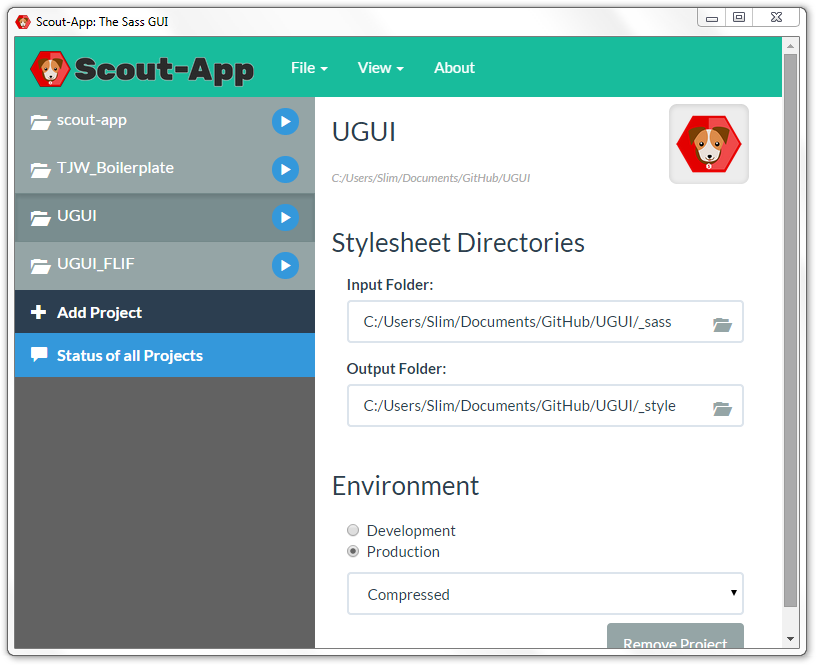 Scout-App: The Sass GUI
Scout-App
File
View
About
scout-app
TJW_Boilerplate
UGUI
UGUI_FLIF
Add Project
Status of all Projects
UGUI
C:/Users/Slim/Documents/GitHub/UGUI
Stylesheet Directories
Input Folder:
C:/Users/Slim/Documents/GitHub/UGUI/_sass
Output Folder:
C:/Users/Slim/Documents/GitHub/UGUI/_style
Environment
Development
Production
Compressed
Remove Project